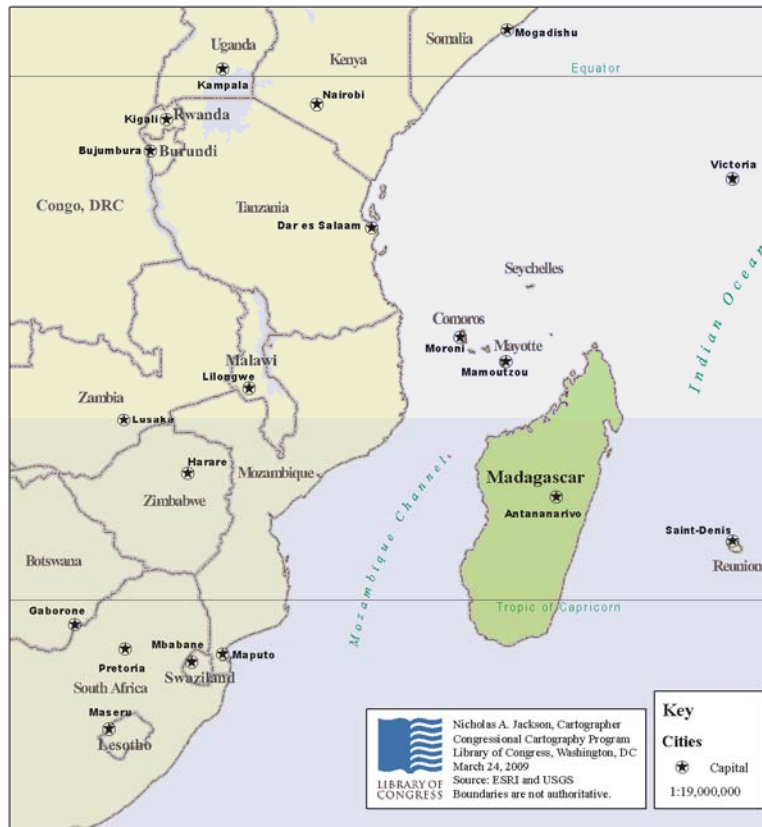 Mogadishu
Somalia
Uganda
Kenya
Equator
Kampala
Nairobi
Kigali
Rwanda
Bujumbura
Burundi
Victoria
Congo, DRC
Tanzania
Dar es Salaam
Seychelles
Indian Ocean
Comoros
Moroni
Mayotte
Mamoutzou
Malawi
Lilongwe
Zambia
Lusaka
Harare
Mozambique
Zimbabwe
Mozambique Channel
Madagascar
Antananarivo
Saint-Denis
Reunion
Botswana
Tropic of Capricorn
Gaborone
Mbabane
Maputo
Pretoria
Swaziland
South Africa
Maseru
Lesotho
LIBRARY OF
CONGRESS
Nicholas A. Jackson, Cartographer
Congressional Cartography Program
Library of Congress, Washington, DC
March 24, 2009
Source: ESRI and USGS
Boundaries are not authoritative.
Key
Cities
Capital
1:19,000,000